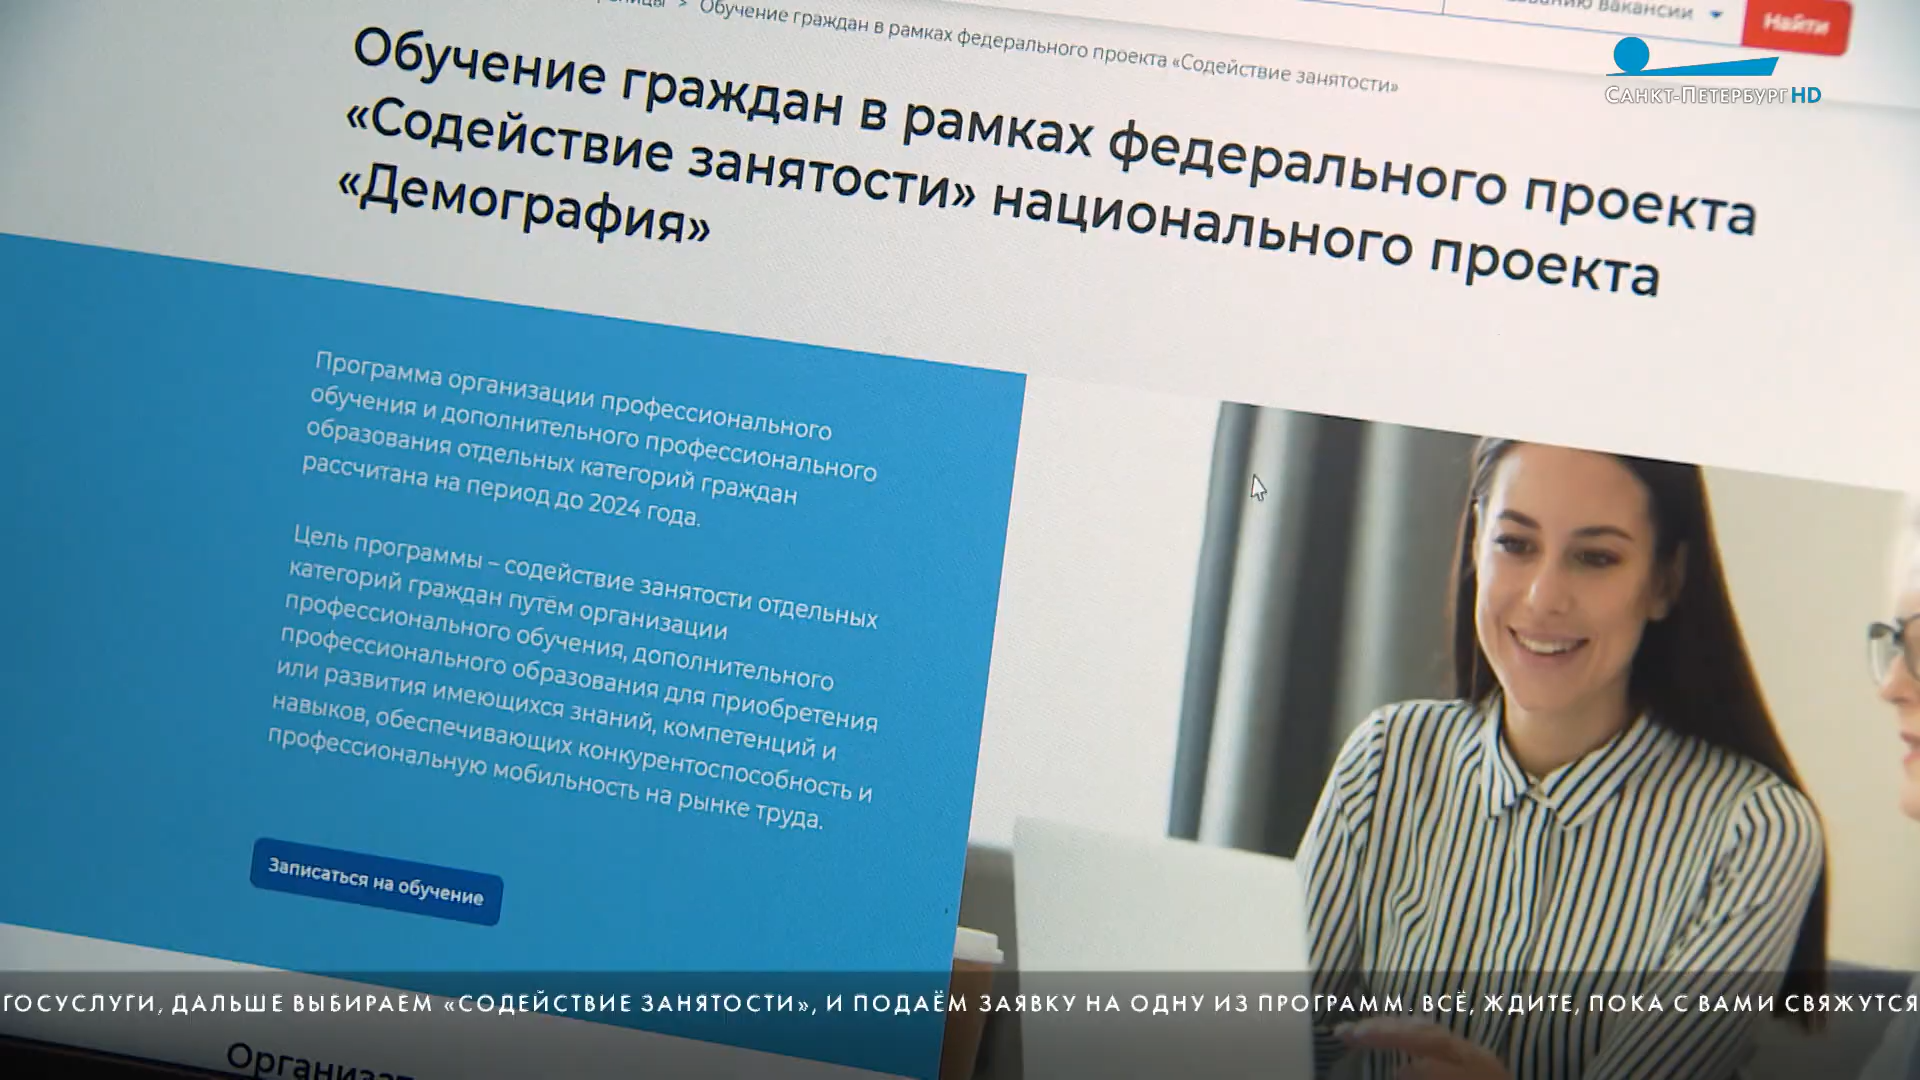 > Обучение граждан в рамках федерального проекта «Содействие занятости»
вакансии
Найти
САНКТ-ПЕТЕРБУРГ HD
Обучение граждан в рамках федерального проекта
«Содействие занятости» национального проекта
«Демография»
Программа организации профессионального
обучения и дополнительного профессионального
образования отдельных категорий граждан
рассчитана на период до 2024 года.
Цель программы – содействие занятости отдельных
категорий граждан путём организации
профессионального обучения, дополнительного
профессионального образования для приобретения
или развития имеющихся знаний, компетенций и
навыков, обеспечивающих конкурентоспособность и
профессиональную мобильность на рынке труда.
Записаться на обучение
ГОСУСЛУГИ, ДАЛЬШЕ ВЫБИРАЕМ «СОДЕЙСТВИЕ ЗАНЯТОСТИ», И ПОДАЁМ ЗАЯВКУ НА ОДНУ ИЗ ПРОГРАММ. ВСЁ, ЖДИТЕ, ПОКА С ВАМИ СВЯЖУТСЯ